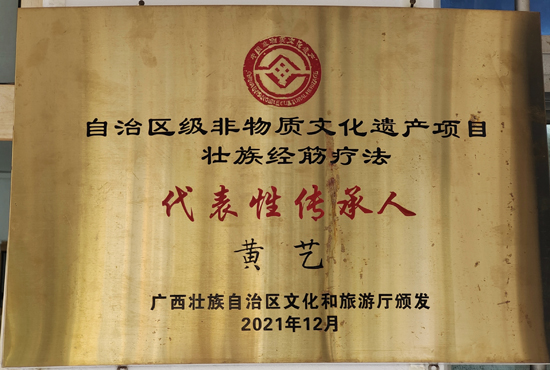 自治区级非物质文化遗产项目
壮族经筋疗法
代表性传承人
黄艺
广西壮族自治区文化和旅游厅颁发
2021年12月